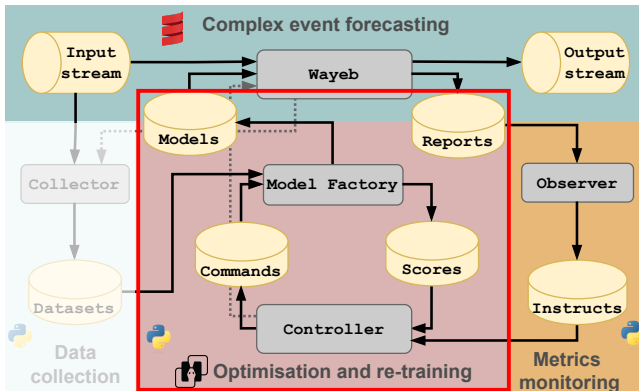 Complex event forecasting
Input
stream
Wayeb
Output
stream
Models
Reports
Collector
Model Factory
Observer
Commands
Scores
Datasets
Controller
Instructs
Data
collection
Optimisation and re-training
Metrics
monitoring